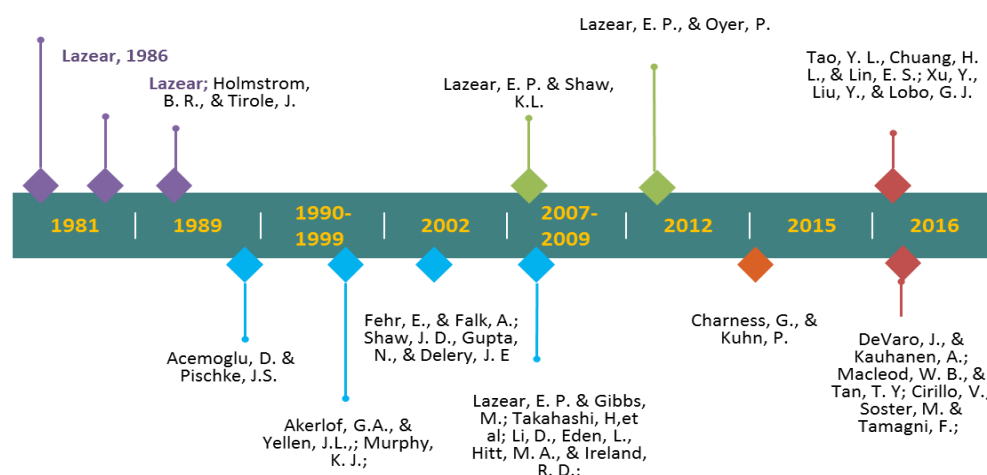 Lazear, E. P., & Oyer, P.
Lazear, 1986
Lazear; Holmstrom,
B. R., & Tirole, J.
Lazear, E. P. & Shaw,
K.L.
Tao, Y. L., Chuang, H.
L., & Lin, E. S.; Xu, Y.,
Liu, Y., & Lobo, G. J.
1981
1989
1990-
1999
2002
2007-
2009
2012
2015
2016
Acemoglu, D. &
Pischke, J.S.
Akerlof, G.A., &
Yellen, J.L.,; Murphy,
K. J.;
Fehr, E., & Falk, A.;
Shaw, J. D., Gupta,
N., & Delery, J. E
Lazear, E. P. & Gibbs,
M.; Takahashi, H,et
al; Li, D., Eden, L.,
Hitt, M. A., & Ireland,
R. D.;
Charness, G., &
Kuhn, P.
DeVaro, J., &
Kauhanen, A.;
Macleod, W. B., &
Tan, T. Y; Cirillo, V.,
Soster, M. &
Tamagni, F.;